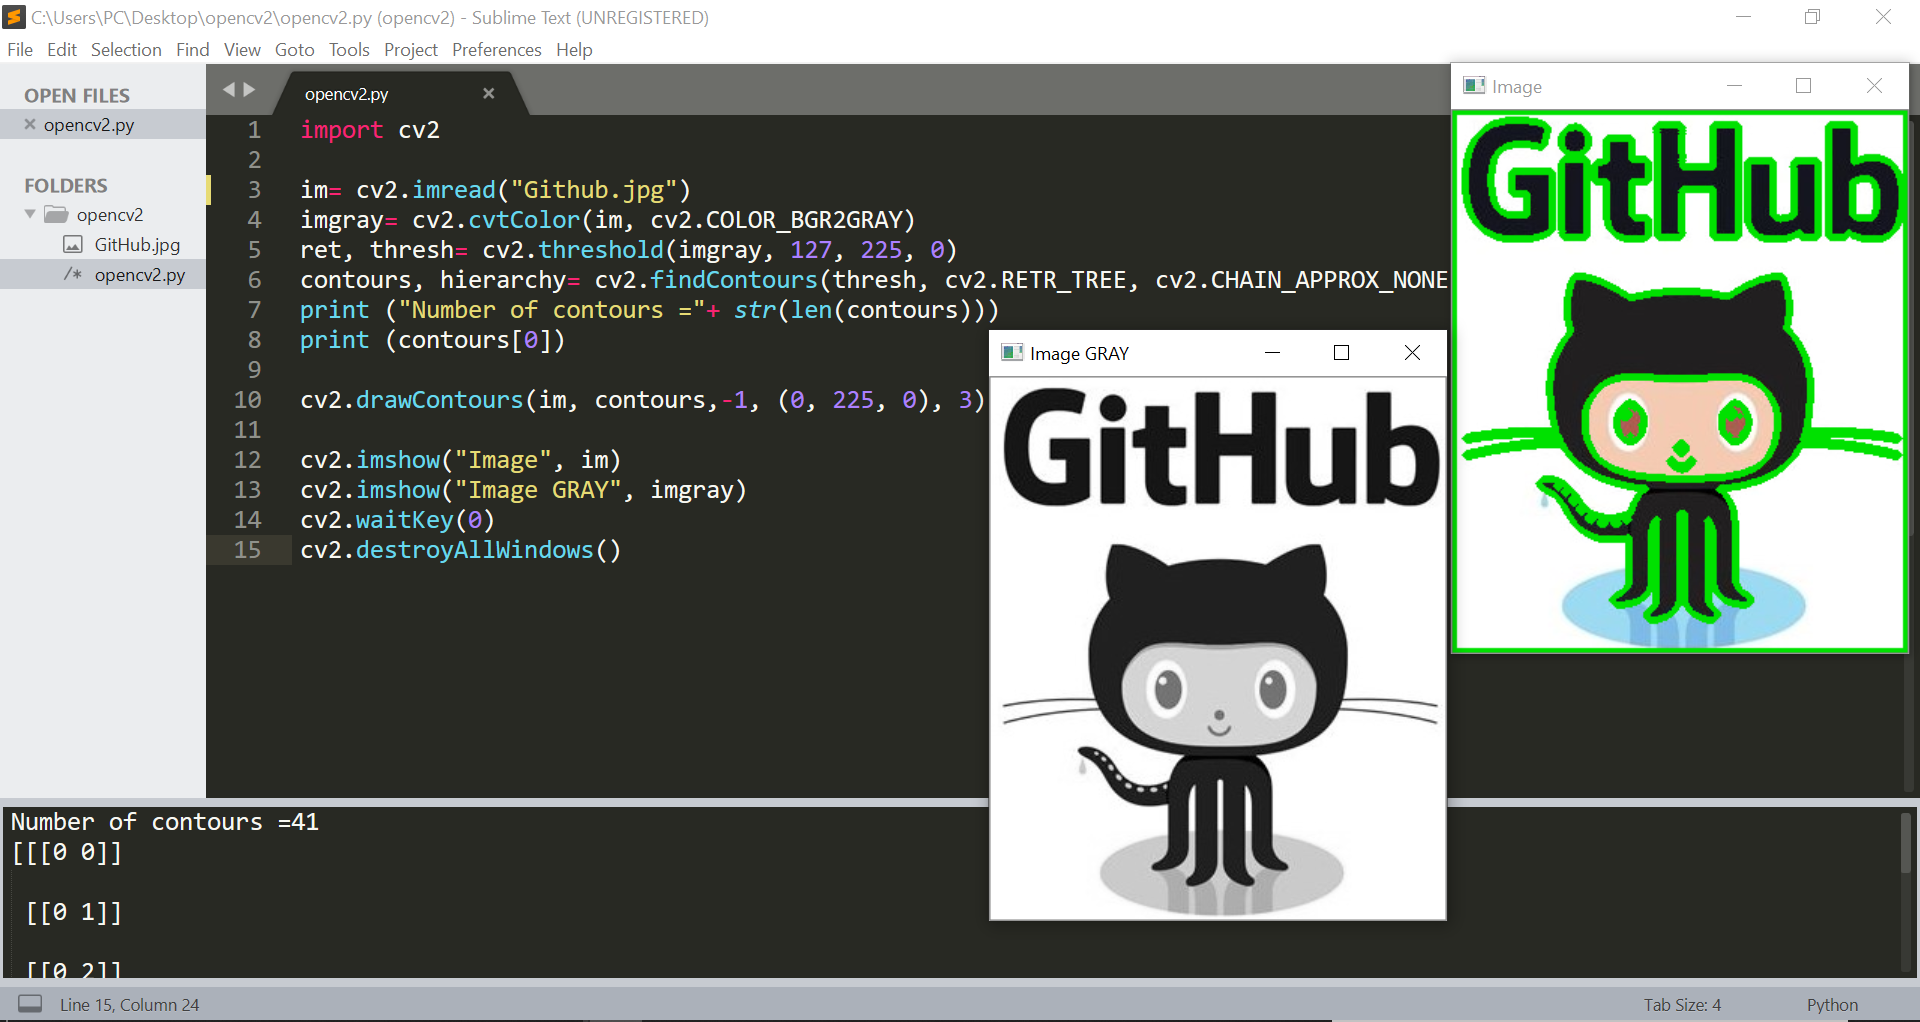 C:\Users\PC\Desktop\opencv2\opencv2.py (opencv2) - Sublime Text (UNREGISTERED)
File Edit Selection Find View Goto Tools Project Preferences Help
OPEN FILES
opencv2.py
FOLDERS
opencv2
GitHub.jpg
/* opencv2.py
opencv2.py
1 import cv2
2
3 im= cv2.imread("Github.jpg")
4 imgray= cv2.cvtColor(im, cv2.COLOR_BGR2GRAY)
5 ret, thresh= cv2.threshold(imgray, 127, 225, 0)
6 contours, hierarchy= cv2.findContours(thresh, cv2.RETR_TREE, cv2.CHAIN_APPROX_NONE
7 print ("Number of contours ="+ str(len(contours)))
8 print (contours[0])
9
10 cv2.drawContours(im, contours,-1, (0, 225, 0), 3)
11
12 cv2.imshow("Image", im)
13 cv2.imshow("Image GRAY", imgray)
14 cv2.waitKey(0)
15 cv2.destroyAllWindows()
Image GRAY
GitHub
Image
GitHub
Number of contours =41
[[[0 0]]
[[0 1]]
[[0 2]]
Line 15, Column 24
Tab Size: 4
Python